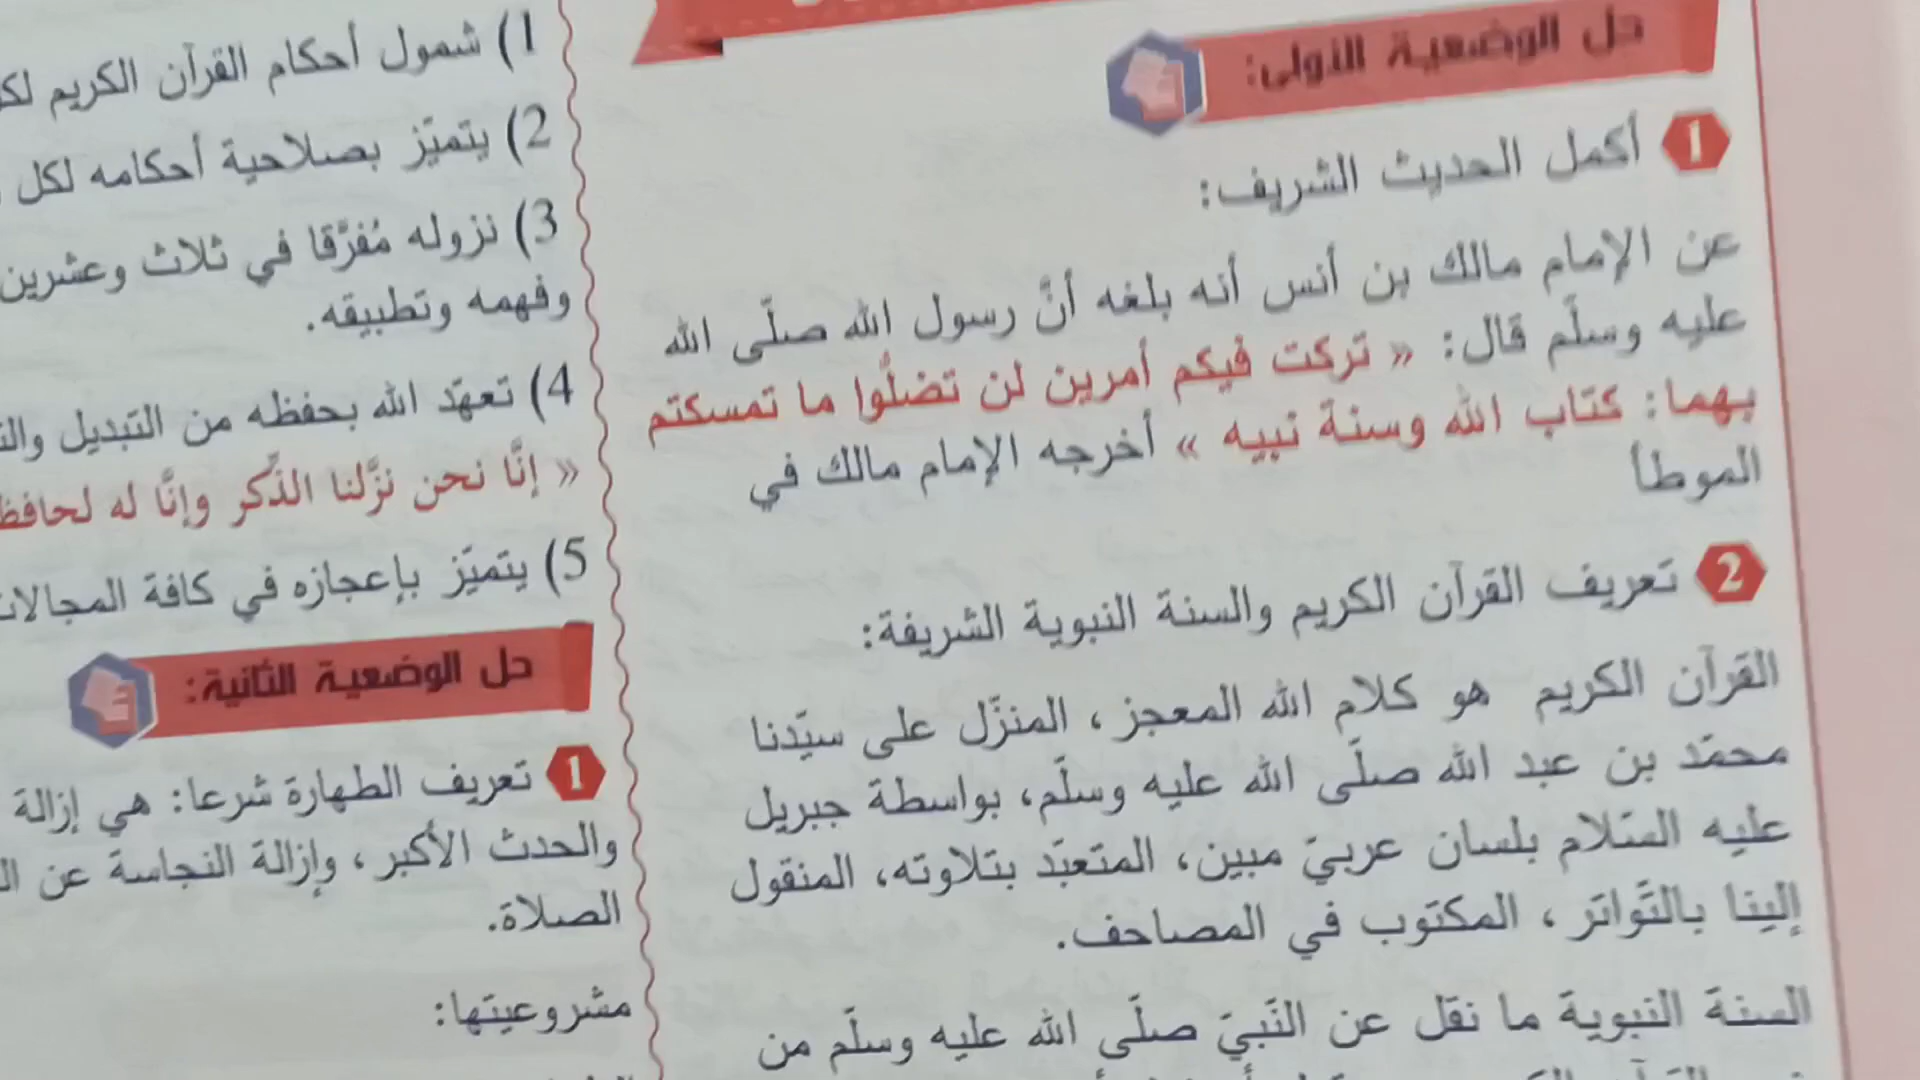 حل الوضعية الأولى:
1 أكمل الحديث الشريف:
عن الإمام مالك بن أنس أنه بلغه أنَّ رسول الله صلّى الله
عليه وسلّم قال: « تركت فيكم أمرين لن تضلُّوا ما تمسكتم
بهما: كتاب الله وسنة نبيه » أخرجه الإمام مالك في
الموطأ
2 تعريف القرآن الكريم والسنة النبوية الشريفة:
القرآن الكريم هو كلام الله المعجز، المنزّل على سيّدنا
محمّد بن عبد الله صلّى الله عليه وسلّم، بواسطة جبريل
عليه السّلام بلسان عربيّ مبين، المتعبّد بتلاوته، المنقول
إلينا بالتّواتر، المكتوب في المصاحف.
السنة النبوية ما نقل عن النّبيّ صلّى الله عليه وسلّم من
1) شمول أحكام القرآن الكريم
2) يتميّز بصلاحية أحكامه لكل
3) نزوله مُفرَّقا في ثلاث وعشرين
وفهمه وتطبيقه.
4) تعهّد الله بحفظه من التبديل
« إنَّا نحن نزَّلنا الذِّكر وإنَّا له
5) يتميّز بإعجازه في كافة
حل الوضعية الثانية:
1 تعريف الطهارة شرعا: هي إزالة
والحدث الأكبر، وإزالة النجاسة عن
الصلاة.
مشروعيتها: